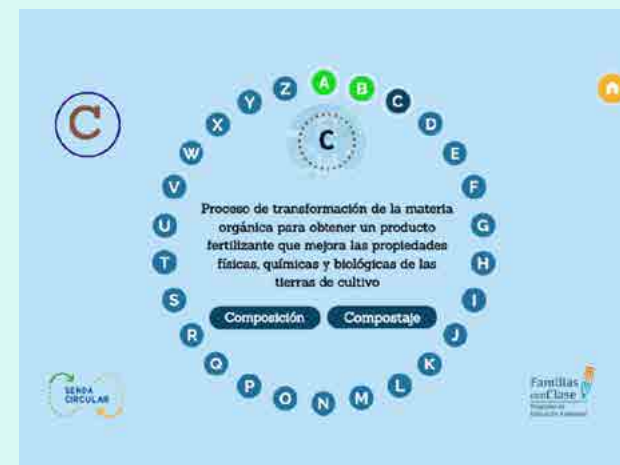 C
A
B
C
D
E
F
G
H
I
J
K
L
M
N
O
P
Q
R
S
T
U
V
W
X
Y
Z
C
Proceso de transformación de la materia
orgánica para obtener un producto
fertilizante que mejora las propiedades
físicas, químicas y biológicas de las
tierras de cultivo
Composición
Compostaje
SENDA
CIRCULAR
Familias
conClase